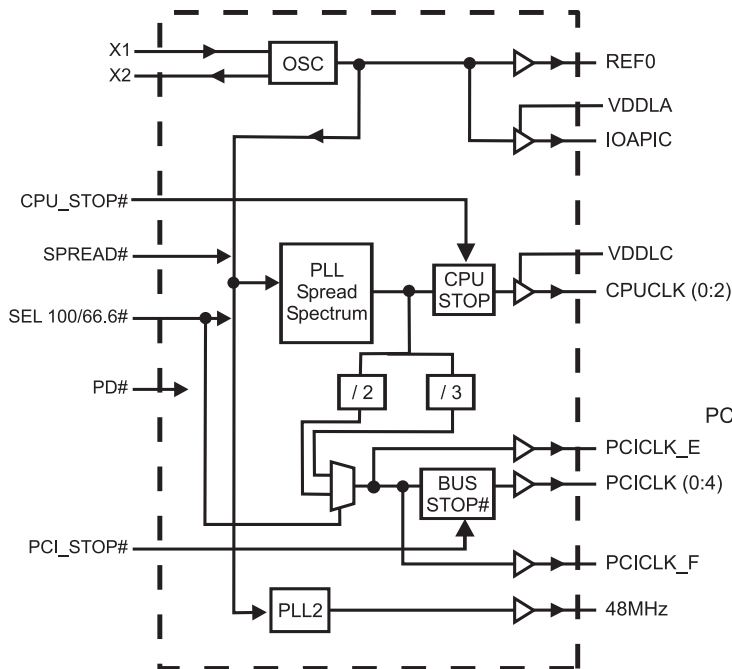 X1
X2
OSC
REF0
VDDLA
IOAPIC
CPU_STOP#
SPREAD#
VDDLC
PLL
Spread
Spectrum
CPU
STOP
CPUCLK (0:2)
SEL 100/66.6#
PD#
/ 2
/ 3
PC
PCICLK_E
BUS
STOP#
PCICLK (0:4)
PCI_STOP#
PCICLK_F
PLL2
48MHz